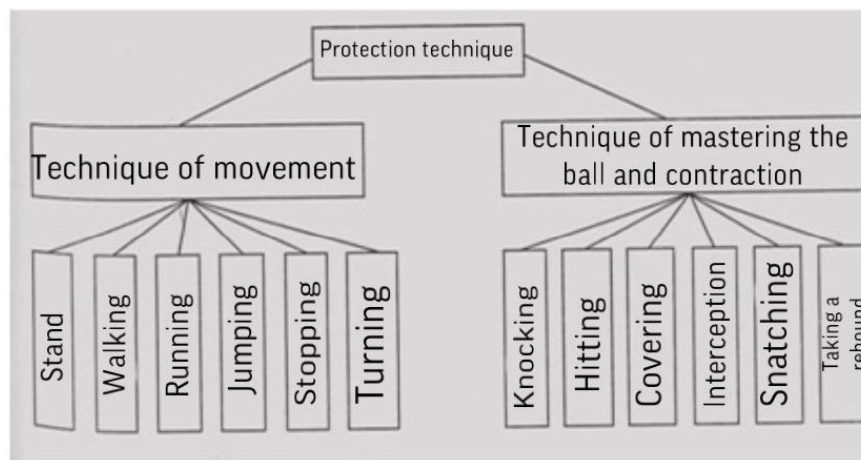 Protection technique
Technique of movement
Technique of mastering the
ball and contraction
Stand
Walking
Running
Jumping
Stopping
Turning
Knocking
Hitting
Covering
Interception
Snatching
Taking a
rebound